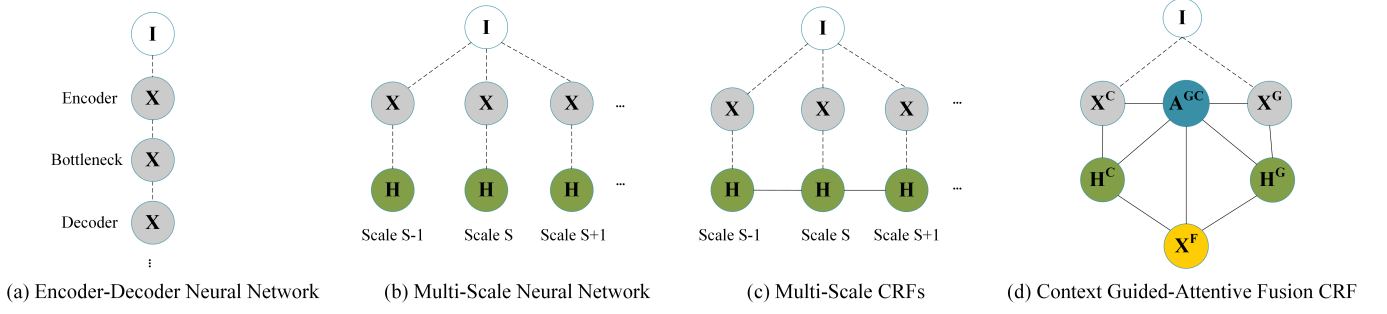 I
Encoder
X
Bottleneck
X
Decoder
X
...
(a) Encoder-Decoder Neural Network
I
X X X ...
H H H ...
Scale S-1 Scale S Scale S+1
(b) Multi-Scale Neural Network
I
X X X ...
H H H ...
Scale S-1 Scale S Scale S+1
(c) Multi-Scale CRFs
I
X^C A^GC X^G
H^C H^G
X^F
(d) Context Guided-Attentive Fusion CRF